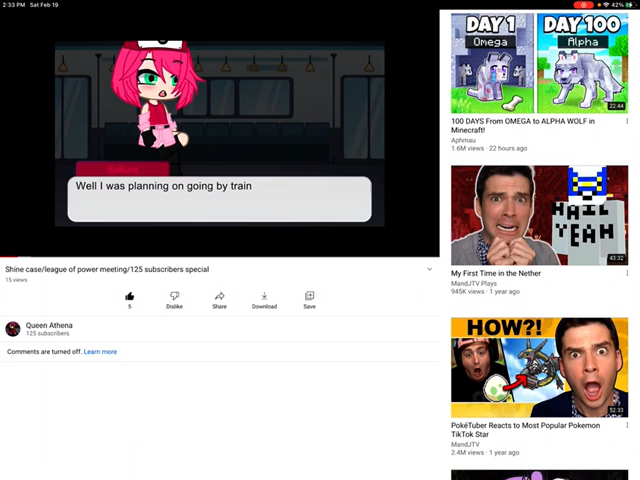 2:33 PM Sat Feb 19
42%
Well I was planning on going by train
Shine case/league of power meeting/125 subscribers special
15 views
5
Dislike
Share
Download
Save
Queen Athena
125 subscribers
Comments are turned off. Learn more
DAY 1
Omega
DAY 100
Alpha
22:44
100 DAYS From OMEGA to ALPHA WOLF in
Minecraft!
Aphmau
1.6M views · 22 hours ago
HAIL
YEAH
43:32
My First Time in the Nether
MandJTV Plays
945K views · 1 year ago
HOW?!
52:33
PokéTuber Reacts to Most Popular Pokemon
TikTok Star
MandJTV
2.4M views · 1 year ago